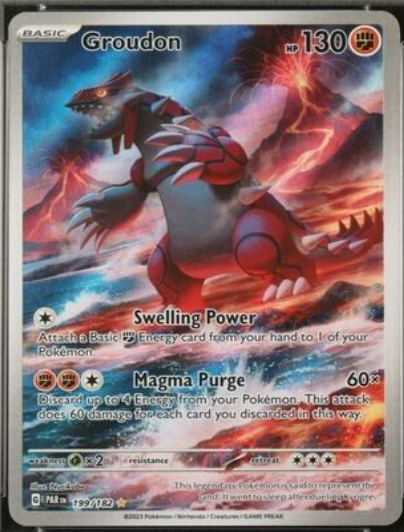 BASIC Groudon HP 130
Swelling Power
Attach a Basic Energy card from your hand to 1 of your
Pokémon.
Magma Purge 60×
Discard up to 4 Energy from your Pokémon. This attack
does 60 damage for each card you discarded in this way.
weakness ×2 resistance retreat
Illus.
G PAR EN 199/182
This legendary Pokémon is said to represent the
land. It went to sleep after dueling Kyogre.
©2023 Pokémon / Nintendo / Creatures / GAME FREAK